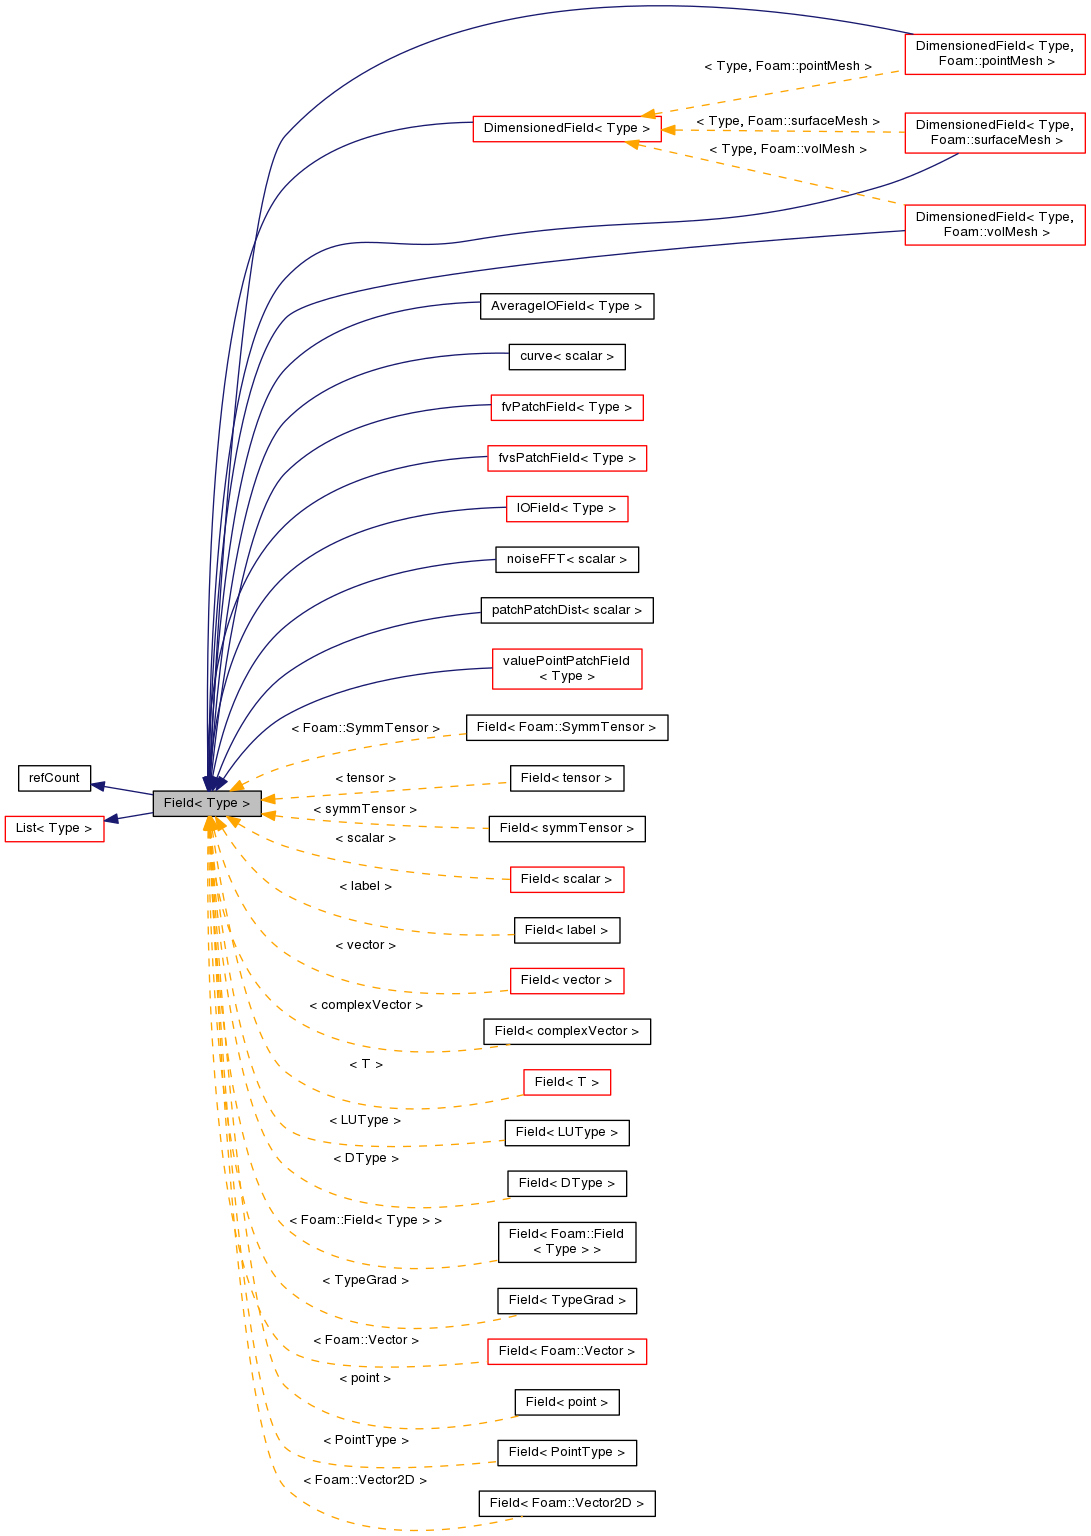 DimensionedField< Type,
Foam::pointMesh >
< Type, Foam::pointMesh >
DimensionedField< Type >
< Type, Foam::surfaceMesh >
DimensionedField< Type,
Foam::surfaceMesh >
< Type, Foam::volMesh >
DimensionedField< Type,
Foam::volMesh >
AverageIOField< Type >
curve< scalar >
fvPatchField< Type >
fvsPatchField< Type >
IOField< Type >
noiseFFT< scalar >
patchPatchDist< scalar >
valuePointPatchField
< Type >
< Foam::SymmTensor >
Field< Foam::SymmTensor >
refCount
< tensor >
Field< tensor >
Field< Type >
< symmTensor >
List< Type >
Field< symmTensor >
< scalar >
Field< scalar >
< label >
Field< label >
< vector >
Field< vector >
< complexVector >
Field< complexVector >
< T >
Field< T >
< LUType >
Field< LUType >
< DType >
Field< DType >
< Foam::Field< Type > >
Field< Foam::Field
< Type > >
< TypeGrad >
Field< TypeGrad >
< Foam::Vector >
Field< Foam::Vector >
< point >
Field< point >
< PointType >
Field< PointType >
< Foam::Vector2D >
Field< Foam::Vector2D >